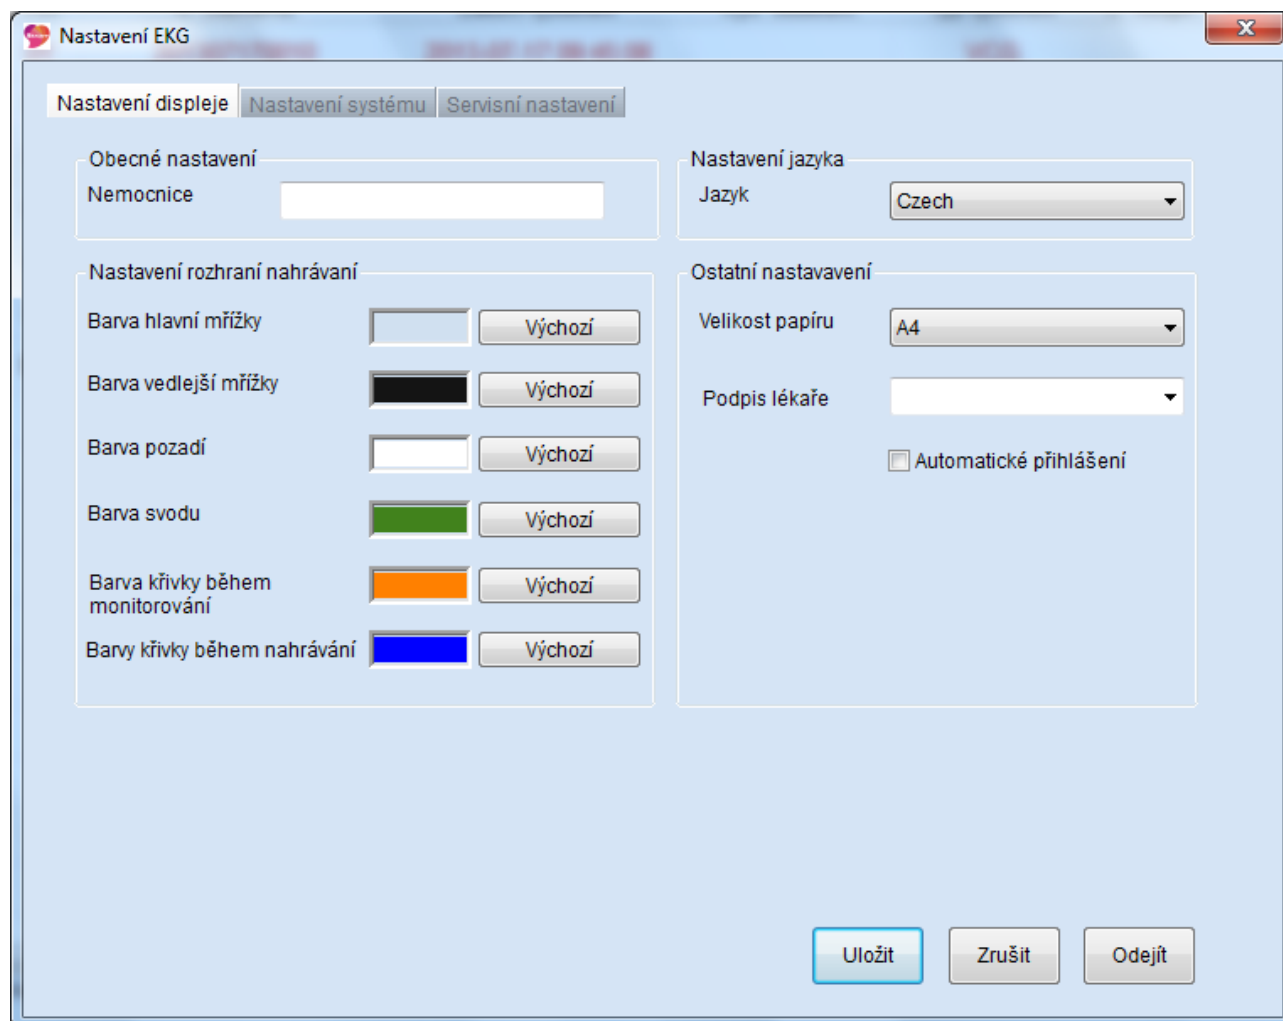 Nastavení EKG
Nastavení displeje
Nastavení systému
Servisní nastavení
Obecné nastavení
Nemocnice
Nastavení jazyka
Jazyk
Czech
Nastavení rozhraní nahrávaní
Barva hlavní mřížky
Výchozí
Barva vedlejší mřížky
Výchozí
Barva pozadí
Výchozí
Barva svodu
Výchozí
Barva křivky během
monitorování
Výchozí
Barvy křivky během nahrávání
Výchozí
Ostatní nastavavení
Velikost papíru
A4
Podpis lékaře
Automatické přihlášení
Uložit
Zrušit
Odejít